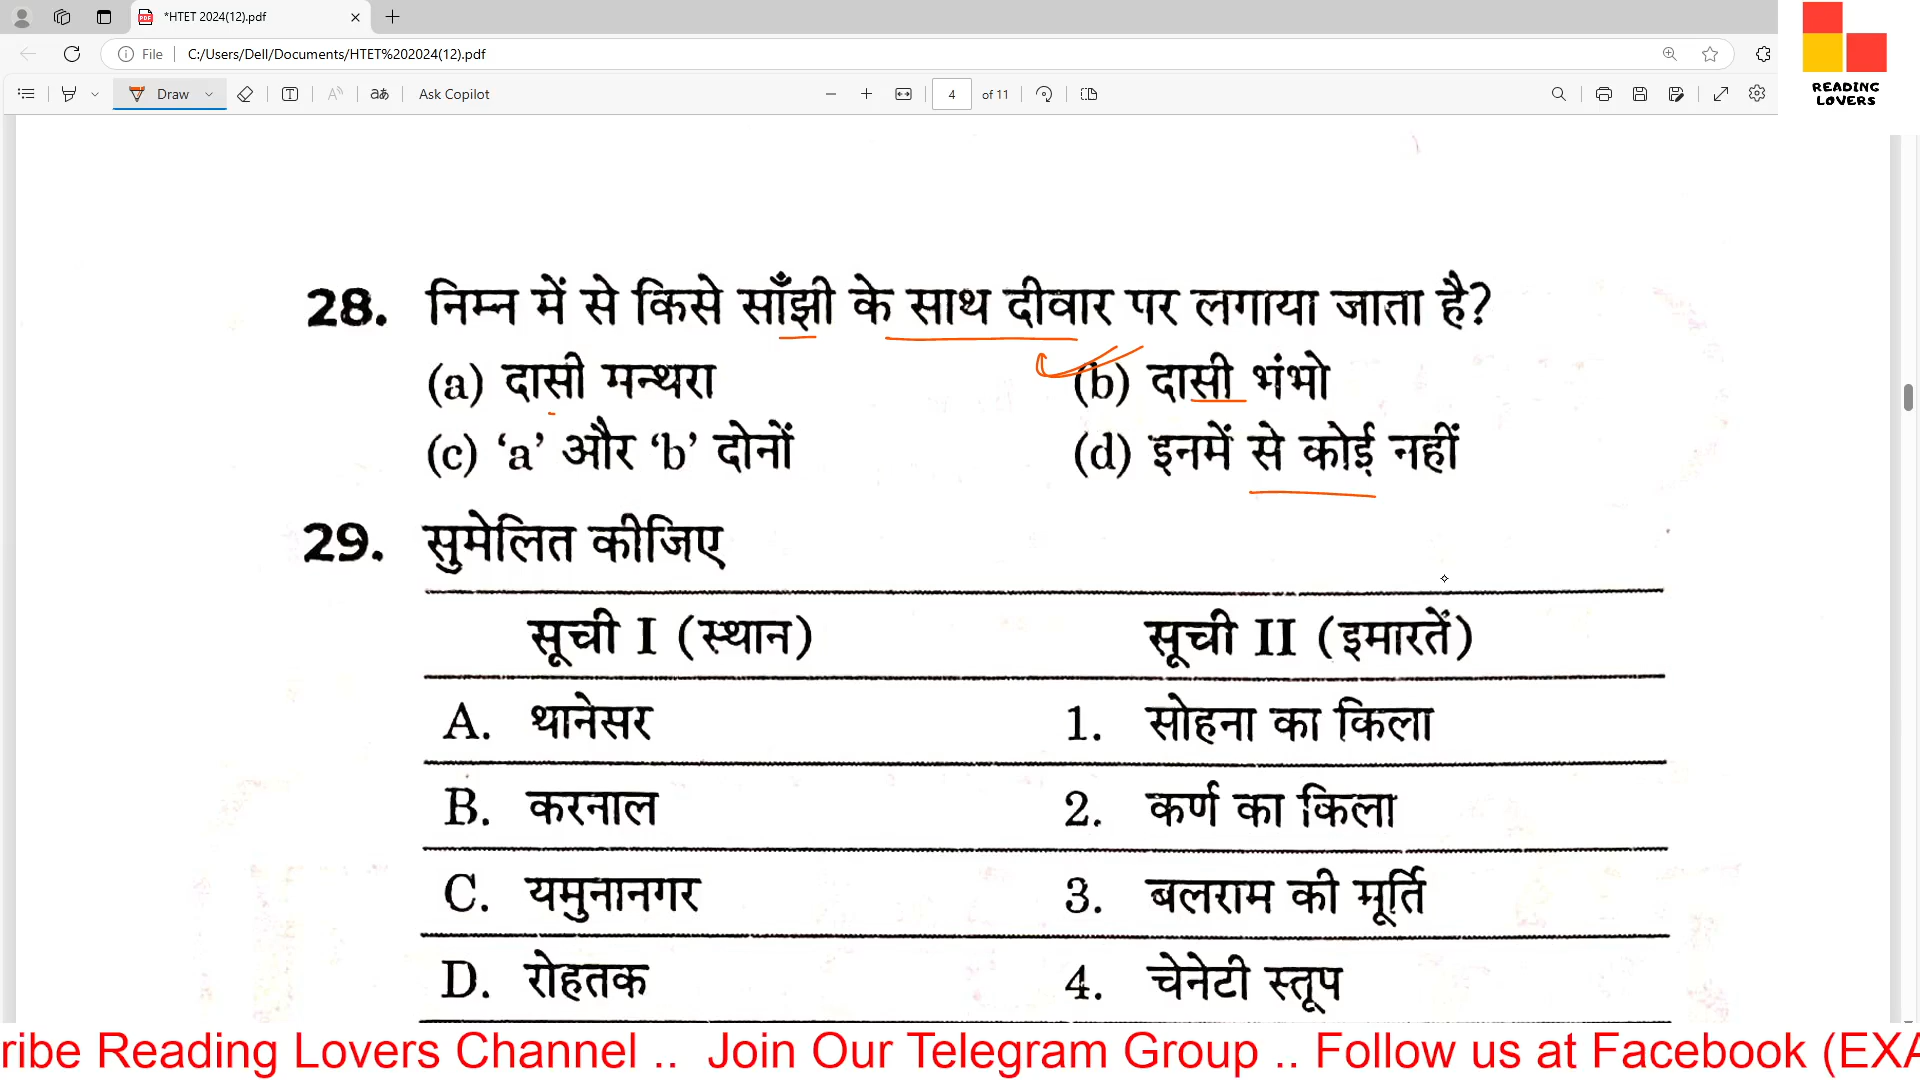 *HTET 2024(12).pdf
File C:/Users/Dell/Documents/HTET%202024(12).pdf
Draw aあ Ask Copilot 4 of 11
READING
LOVERS
28. निम्न में से किसे साँझी के साथ दीवार पर लगाया जाता है?
(a) दासी मन्थरा (b) दासी भंभो
(c) ‘a’ और ‘b’ दोनों (d) इनमें से कोई नहीं
29. सुमेलित कीजिए
सूची I (स्थान) सूची II (इमारतें)
A. थानेसर 1. सोहना का किला
B. करनाल 2. कर्ण का किला
C. यमुनानगर 3. बलराम की मूर्ति
D. रोहतक 4. चेनेटी स्तूप
ribe Reading Lovers Channel .. Join Our Telegram Group .. Follow us at Facebook (EXA